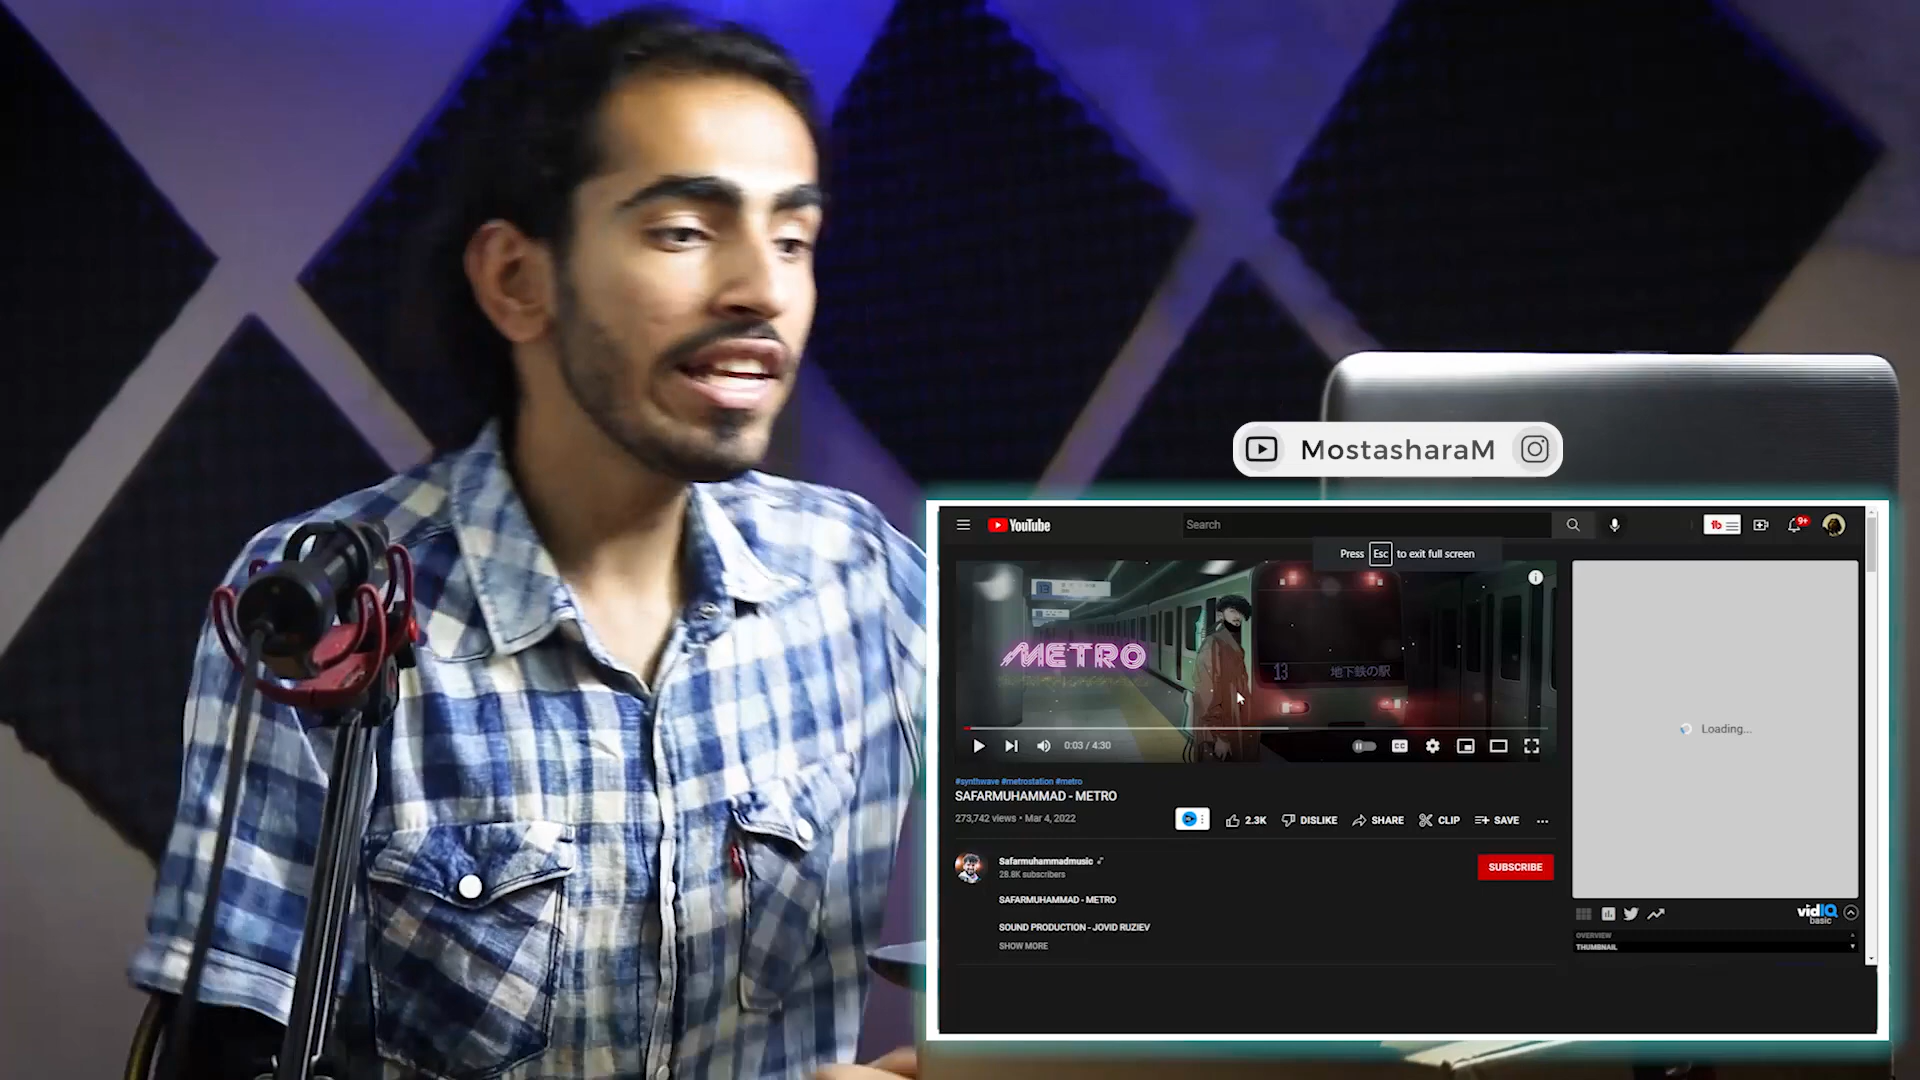 MostasharaM
YouTube
Search
9+
Press Esc to exit full screen
METRO
13
地下鉄の駅
0:03 / 4:30
CC
Loading...
#synthwave #metrostation #metro
SAFARMUHAMMAD - METRO
273,742 views • Mar 4, 2022
2.3K DISLIKE SHARE CLIP SAVE ...
Safarmuhammadmusic
28.8K subscribers
SUBSCRIBE
SAFARMUHAMMAD - METRO
SOUND PRODUCTION - JOVID RUZIEV
SHOW MORE
vidIQ
basic
OVERVIEW
THUMBNAIL